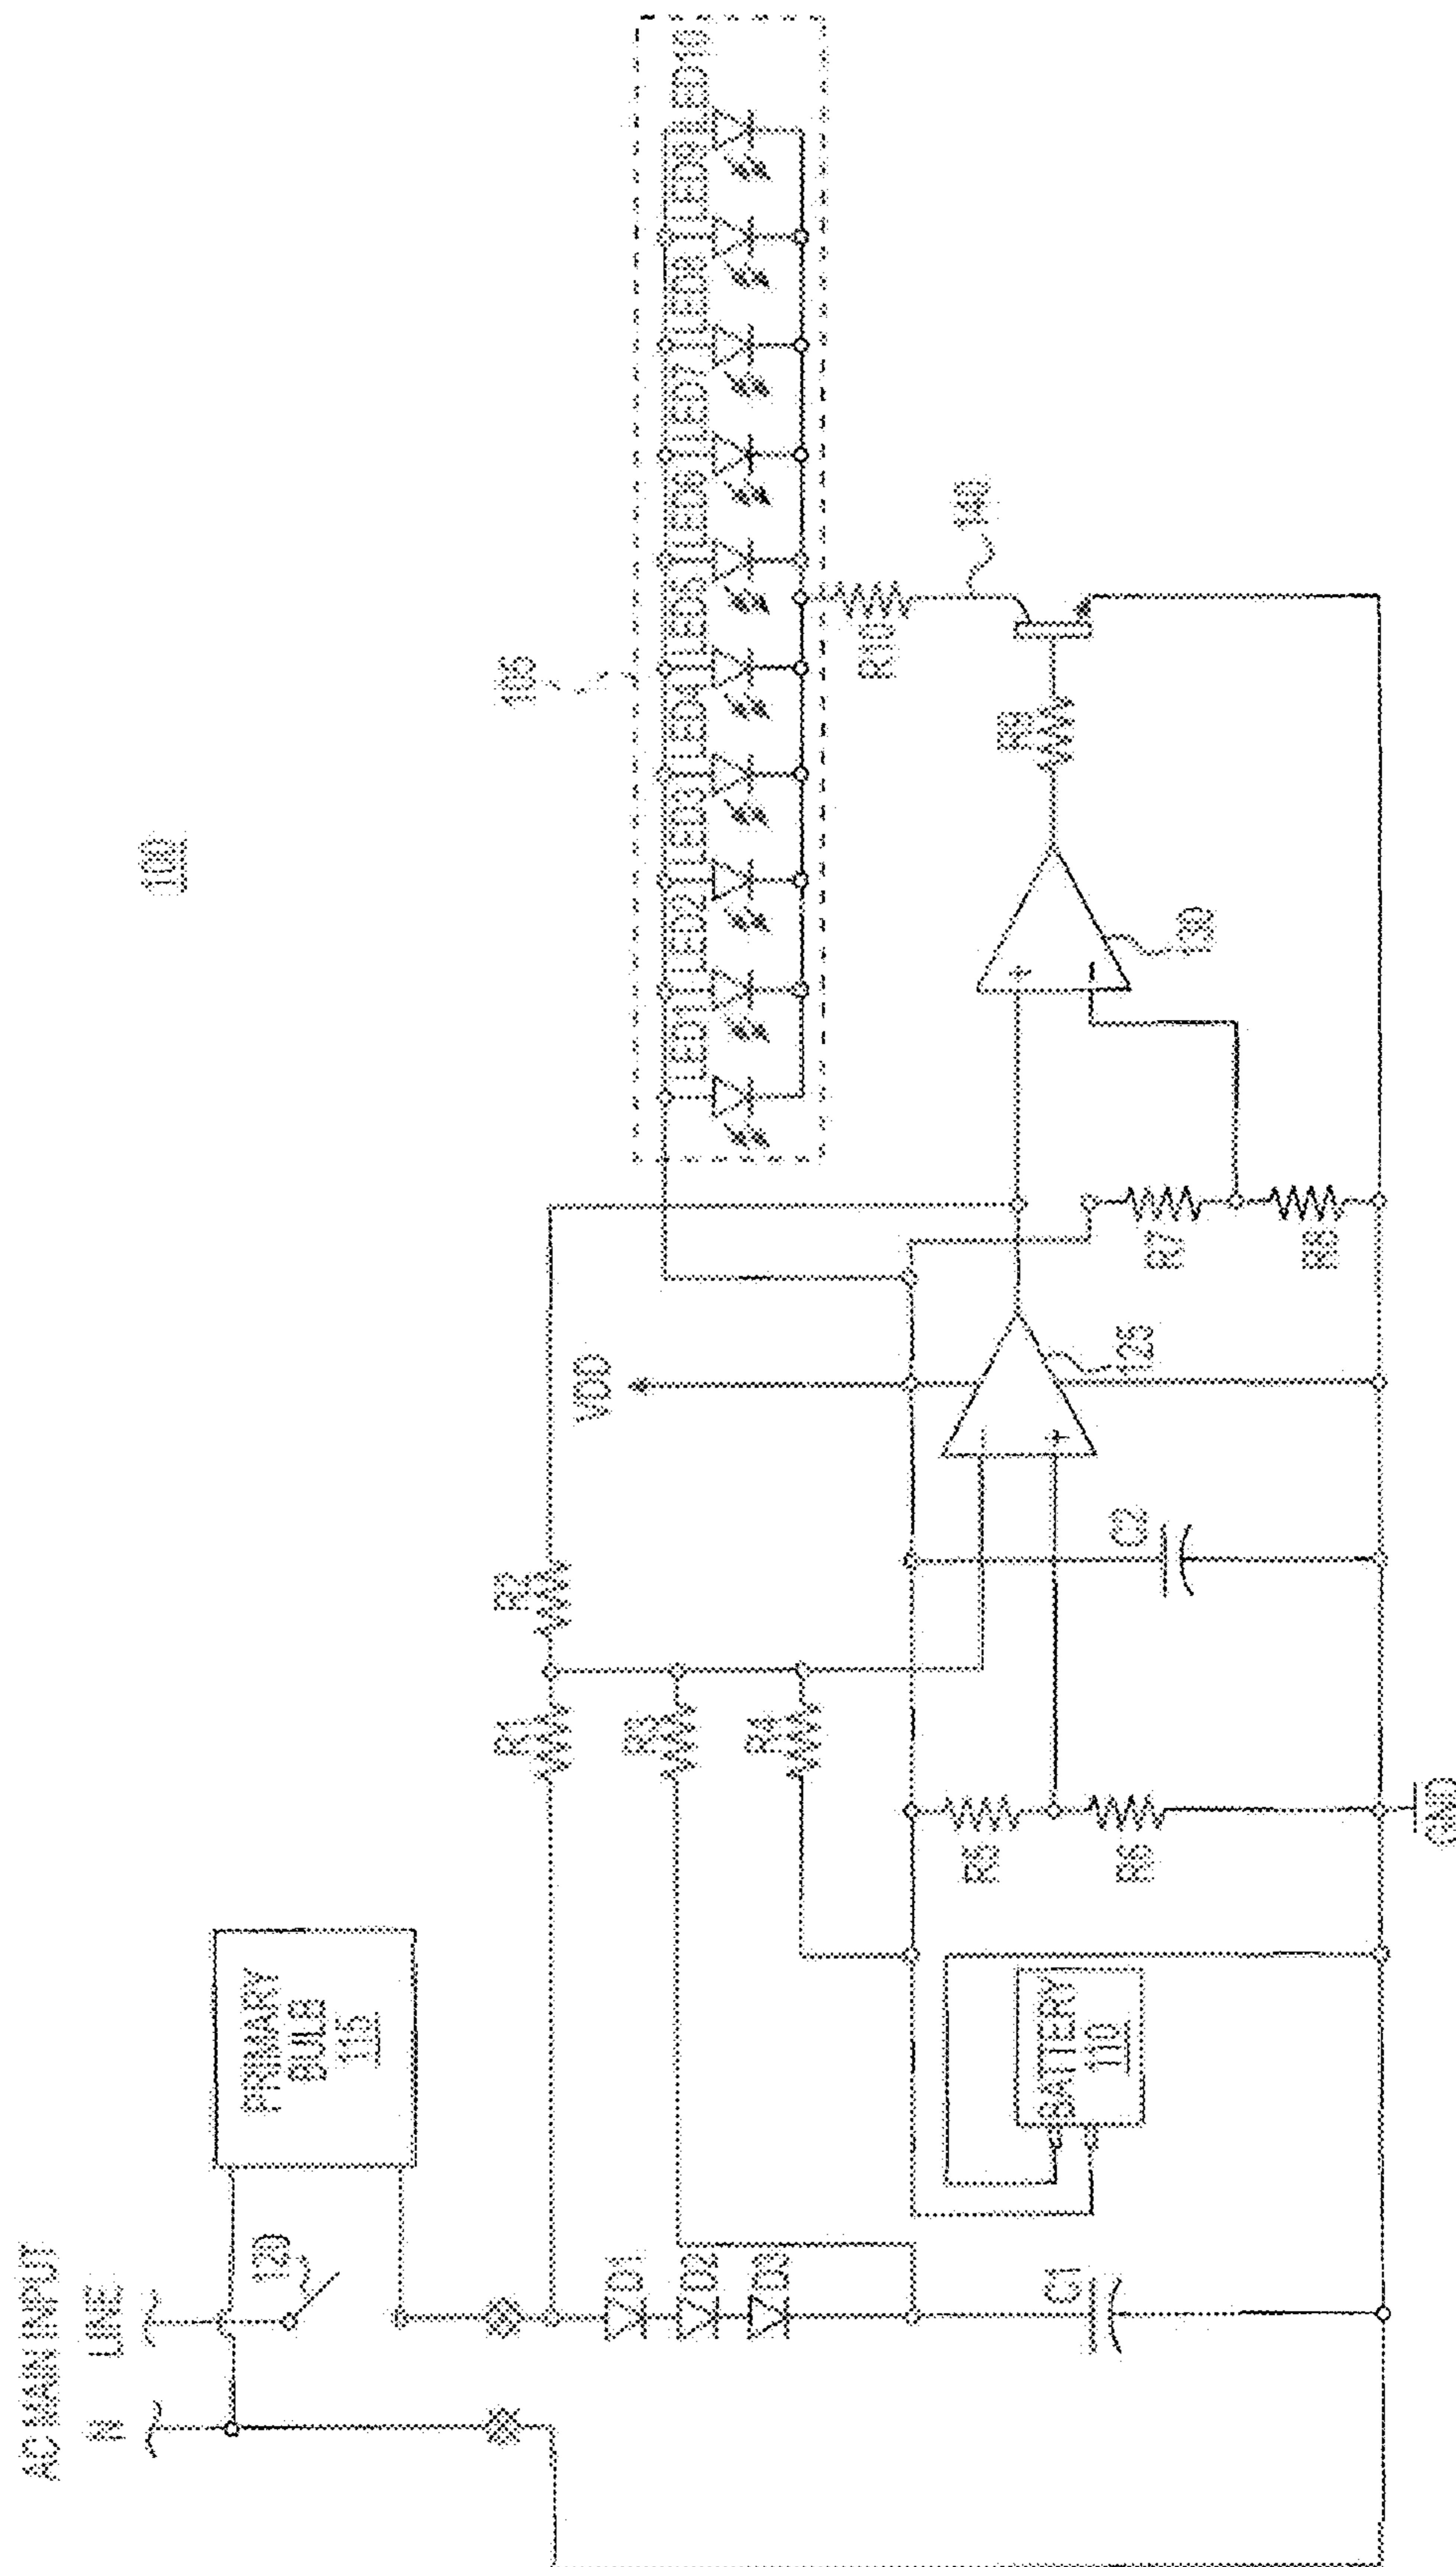 100
AC MAIN INPUT
N
LINE
120
PRIMARY
BULB
115
105
LED1
LED2
LED3
LED4
LED5
LED6
LED7
LED8
LED9
LED10
R1
R2
R3
R4
VDD
D1
D2
D3
C1
BATTERY
110
R5
R6
C2
125
R7
R8
130
R9
R10
140
GND
+
+